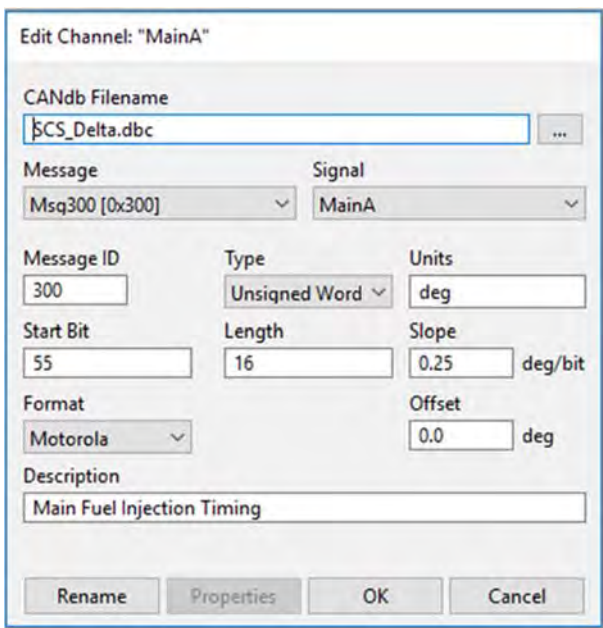 Edit Channel: "MainA"
CANdb Filename
SCS_Delta.dbc ...
Message Signal
Msg300 [0x300] MainA
Message ID Type Units
300 Unsigned Word deg
Start Bit Length Slope
55 16 0.25 deg/bit
Format Offset
Motorola 0.0 deg
Description
Main Fuel Injection Timing
Rename Properties OK Cancel